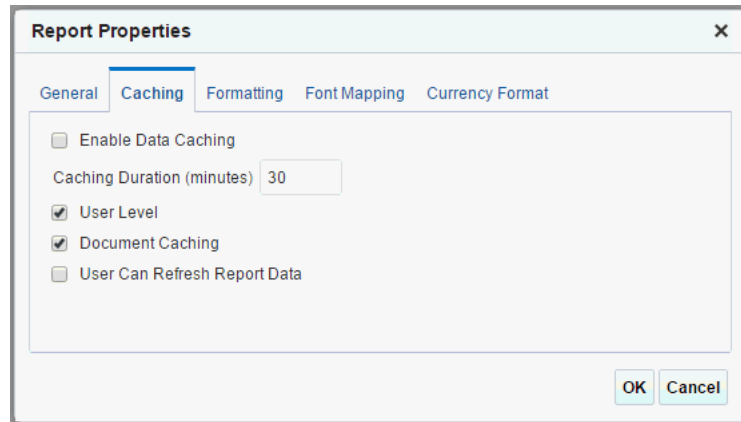 Report Properties
General Caching Formatting Font Mapping Currency Format
Enable Data Caching
Caching Duration (minutes) 30
User Level
Document Caching
User Can Refresh Report Data
OK Cancel